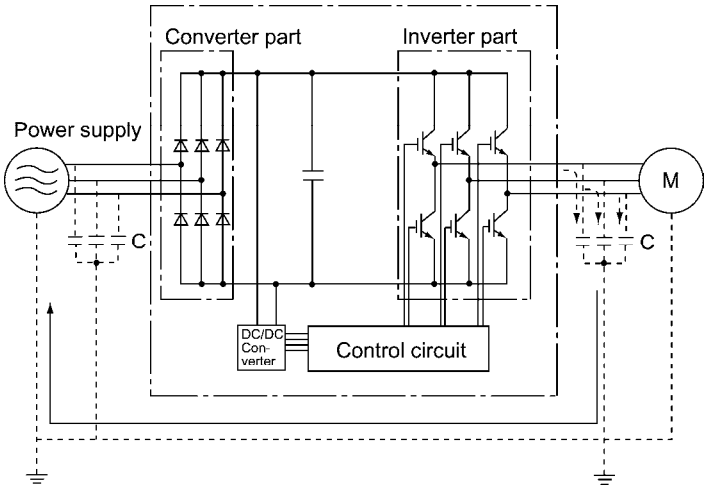 Converter part
Inverter part
Power supply
M
C
C
DC/DC
Con-
verter
Control circuit